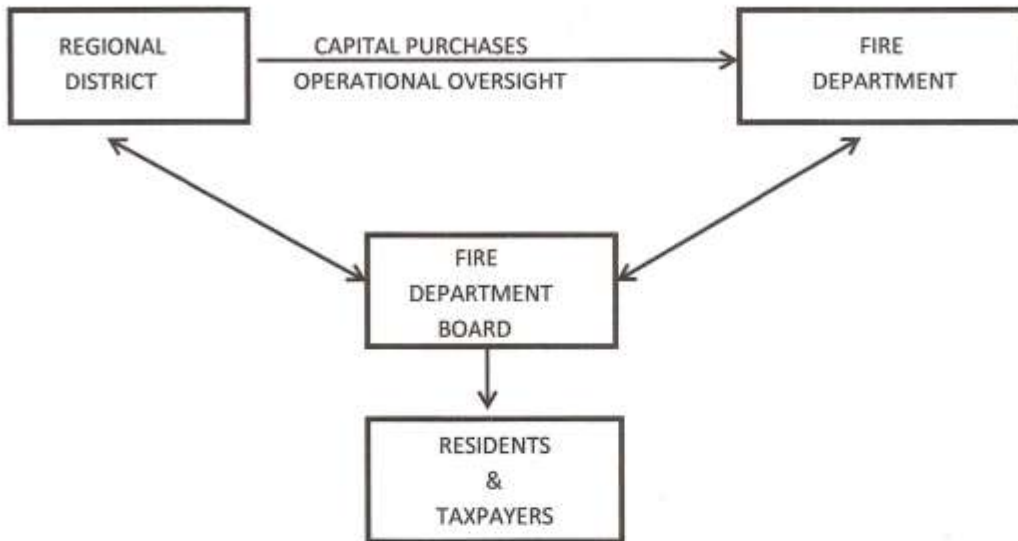 REGIONAL
DISTRICT
CAPITAL PURCHASES
OPERATIONAL OVERSIGHT
FIRE
DEPARTMENT
FIRE
DEPARTMENT
BOARD
RESIDENTS
&
TAXPAYERS